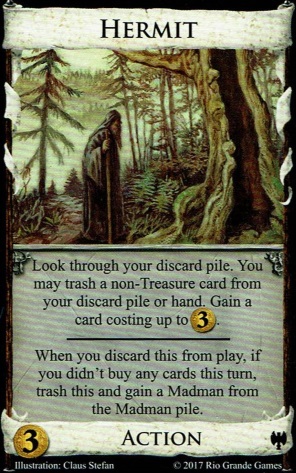 HERMIT
Look through your discard pile. You
may trash a non-Treasure card from
your discard pile or hand. Gain a
card costing up to 3.
When you discard this from play, if
you didn't buy any cards this turn,
trash this and gain a Madman from
the Madman pile.
3 ACTION
Illustration: Claus Stefan © 2017 Rio Grande Games